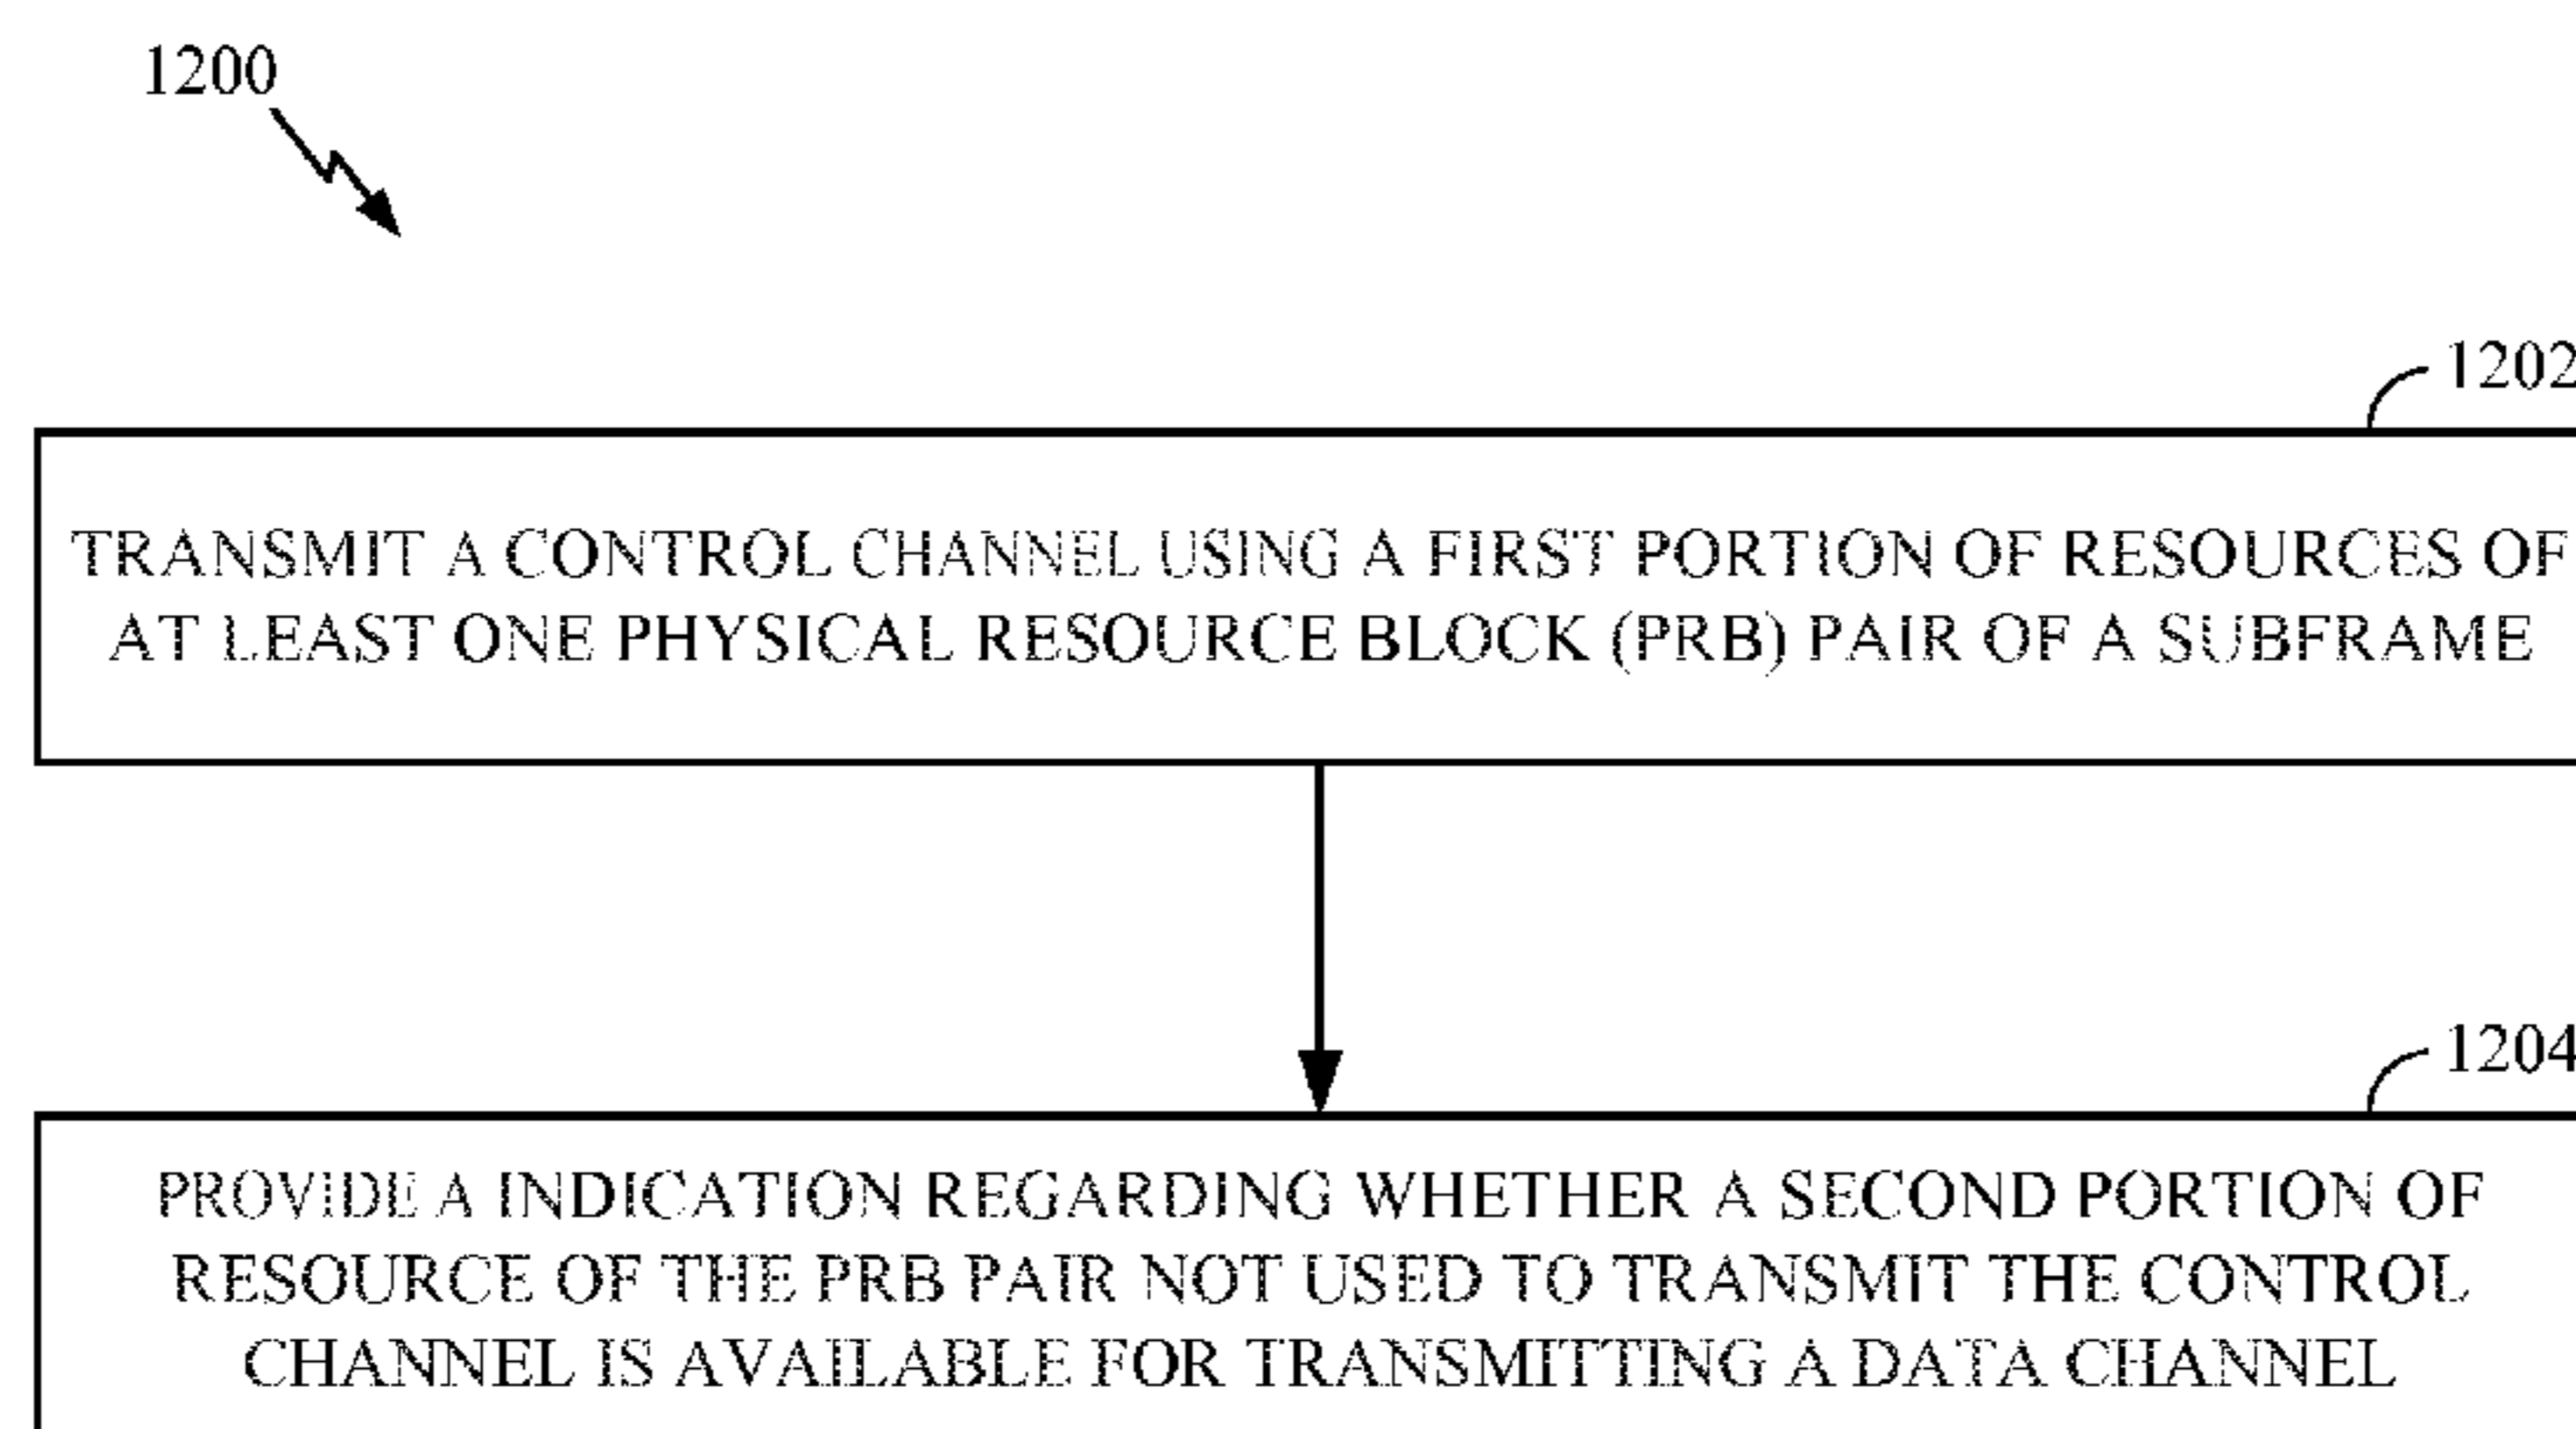 1200
1202
TRANSMIT A CONTROL CHANNEL USING A FIRST PORTION OF RESOURCES OF
AT LEAST ONE PHYSICAL RESOURCE BLOCK (PRB) PAIR OF A SUBFRAME
1204
PROVIDE A INDICATION REGARDING WHETHER A SECOND PORTION OF
RESOURCE OF THE PRB PAIR NOT USED TO TRANSMIT THE CONTROL
CHANNEL IS AVAILABLE FOR TRANSMITTING A DATA CHANNEL